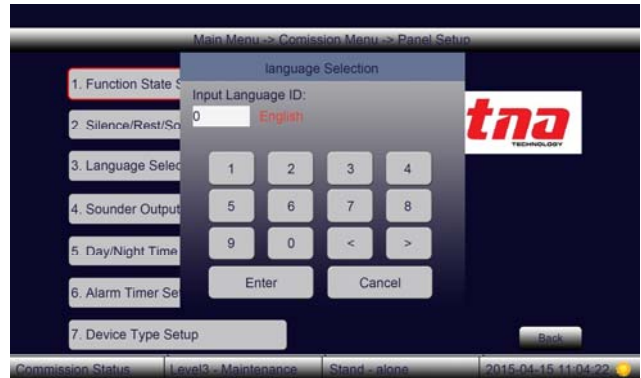 Main Menu -> Comission Menu -> Panel Setup
language Selection
1. Function State S
Input Language ID:
0 English
2. Silence/Rest/So
tna
TECHNOLOGY
3. Language Selec
1 2 3 4
4. Sounder Output
5 6 7 8
5. Day/Night Time
9 0 < >
6. Alarm Timer Se
Enter Cancel
7. Device Type Setup
Back
Commission Status Level3 - Maintenance Stand - alone 2015-04-15 11:04:22